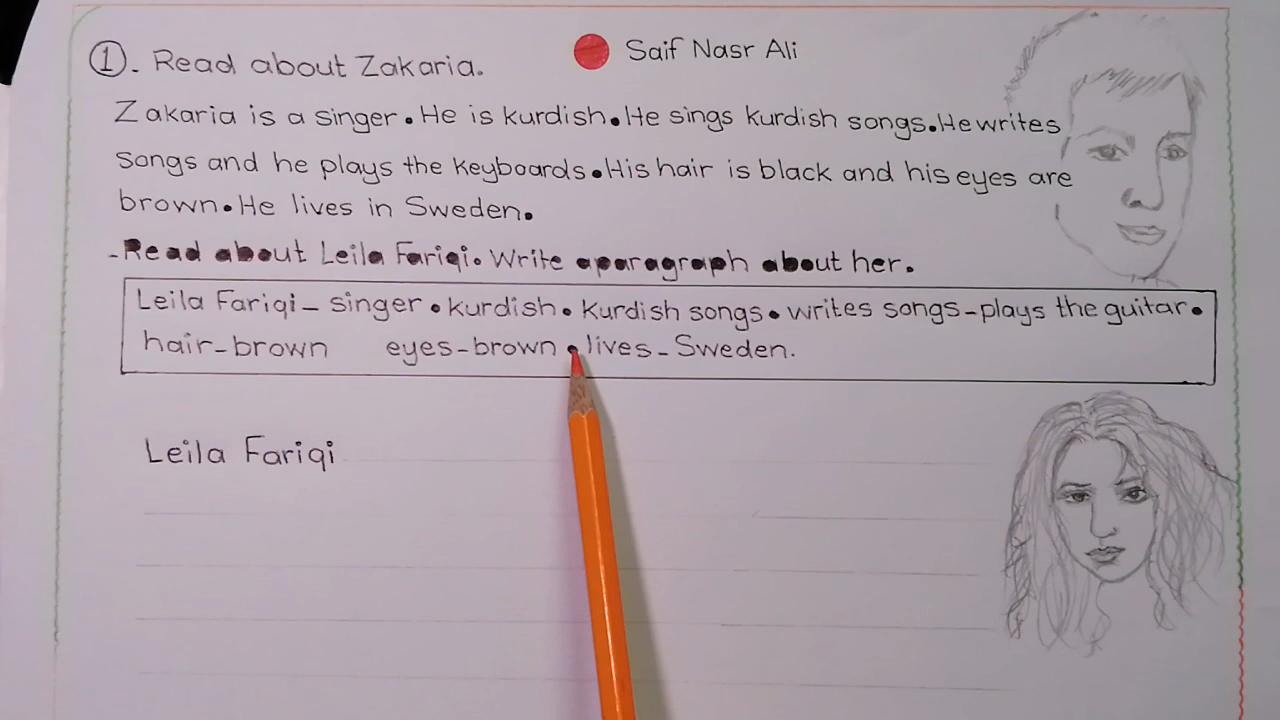 ①. Read about Zakaria.
Saif Nasr Ali
Zakaria is a singer. He is kurdish. He sings kurdish songs. He writes
songs and he plays the keyboards. His hair is black and his eyes are
brown. He lives in Sweden.
- Read about Leila Fariqi. Write aparagraph about her.
Leila Fariqi - singer. kurdish. Kurdish songs. writes songs - plays the guitar.
hair - brown eyes - brown. lives - Sweden.
Leila Fariqi